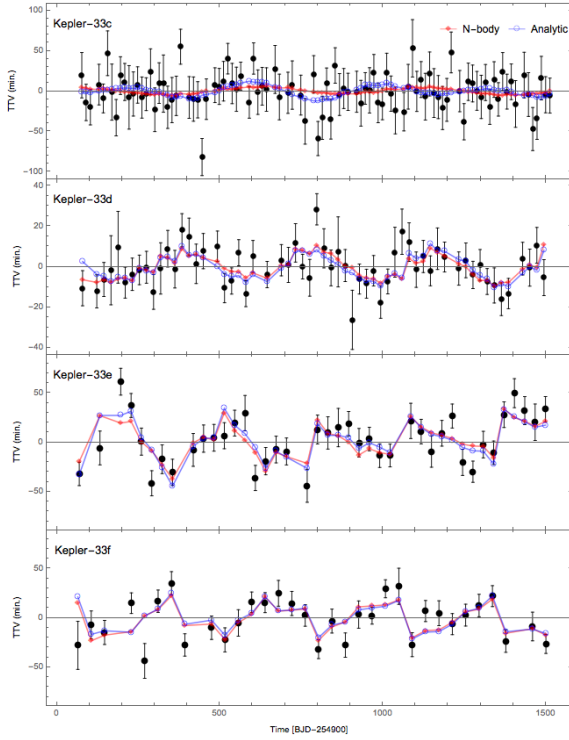 Kepler-33c
N-body
Analytic
TTV (min.)
100
50
0
−50
−100
Kepler-33d
TTV (min.)
40
20
0
−20
−40
Kepler-33e
TTV (min.)
50
0
−50
Kepler-33f
TTV (min.)
50
0
−50
0
500
1000
1500
Time [BJD−254900]